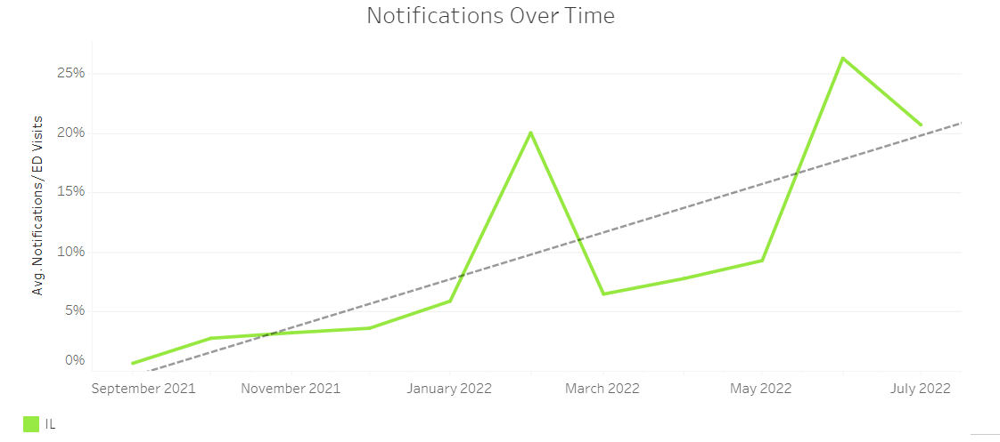 Notifications Over Time
Avg. Notifications/ ED Visits
25%
20%
15%
10%
5%
0%
September 2021
November 2021
January 2022
March 2022
May 2022
July 2022
IL